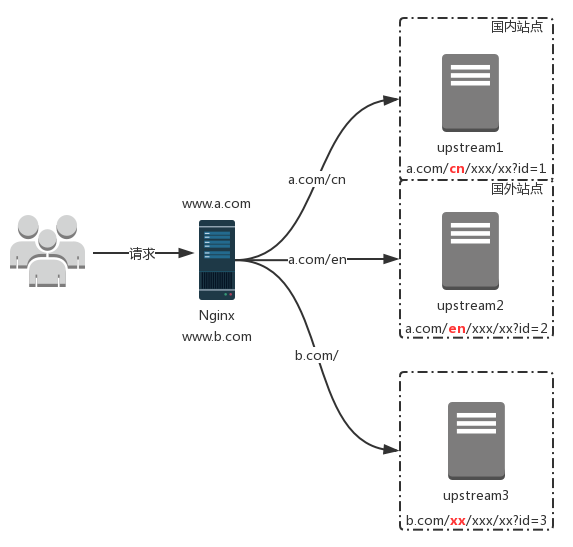 国内站点
upstream1
a.com/cn/xxx/xx?id=1
a.com/cn
www.a.com
国外站点
请求
a.com/en
upstream2
Nginx
a.com/en/xxx/xx?id=2
www.b.com
b.com/
upstream3
b.com/xx/xxx/xx?id=3